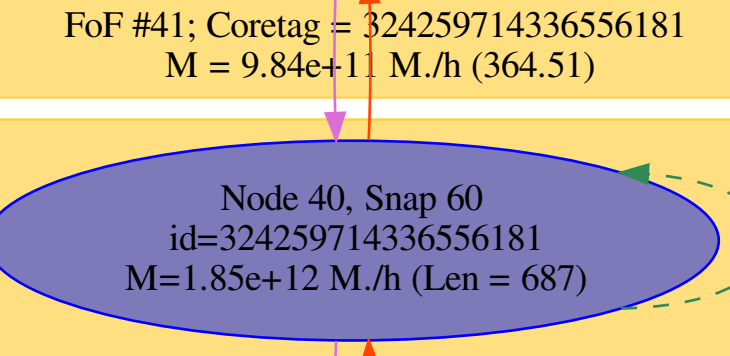 FoF #41; Coretag = 324259714336556181
M = 9.84e+11 M./h (364.51)
Node 40, Snap 60
id=324259714336556181
M=1.85e+12 M./h (Len = 687)